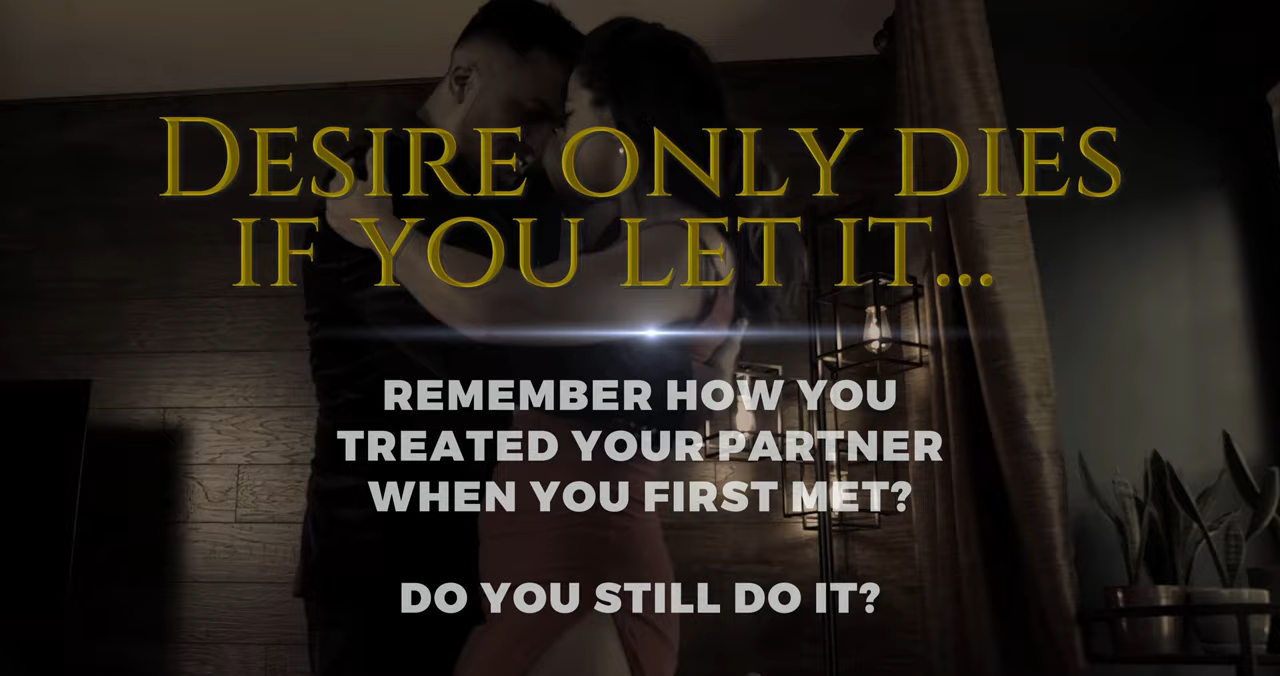 Desire only dies
if you let it...
REMEMBER HOW YOU
TREATED YOUR PARTNER
WHEN YOU FIRST MET?
DO YOU STILL DO IT?